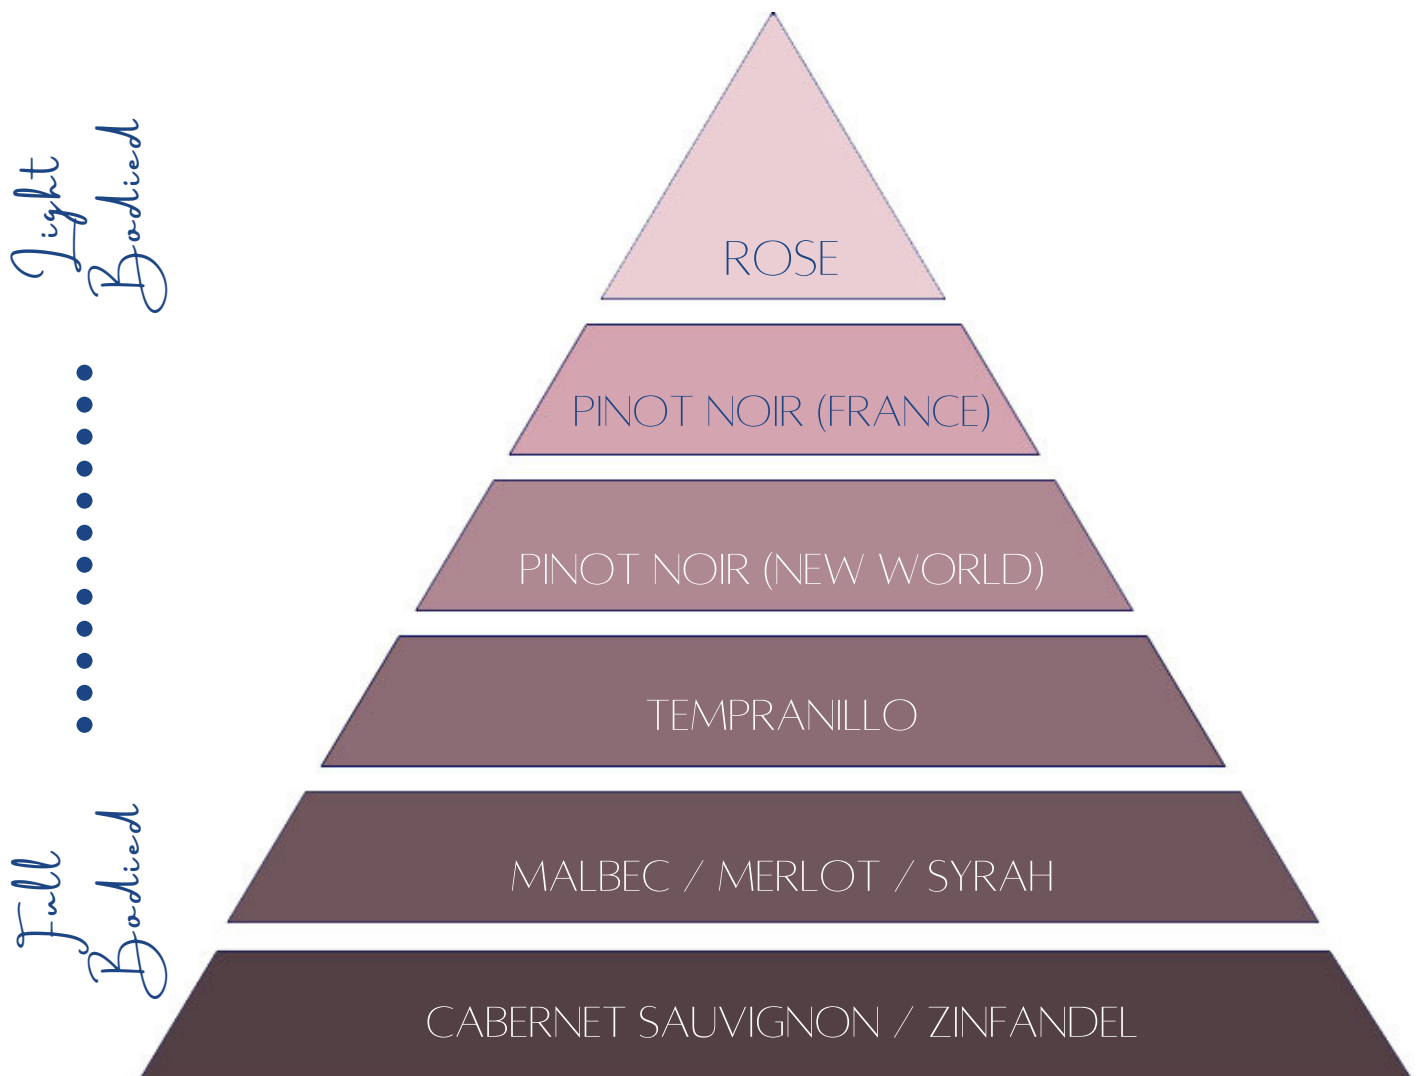 Light
Bodied
ROSE
PINOT NOIR (FRANCE)
PINOT NOIR (NEW WORLD)
TEMPRANILLO
Full
Bodied
MALBEC / MERLOT / SYRAH
CABERNET SAUVIGNON / ZINFANDEL